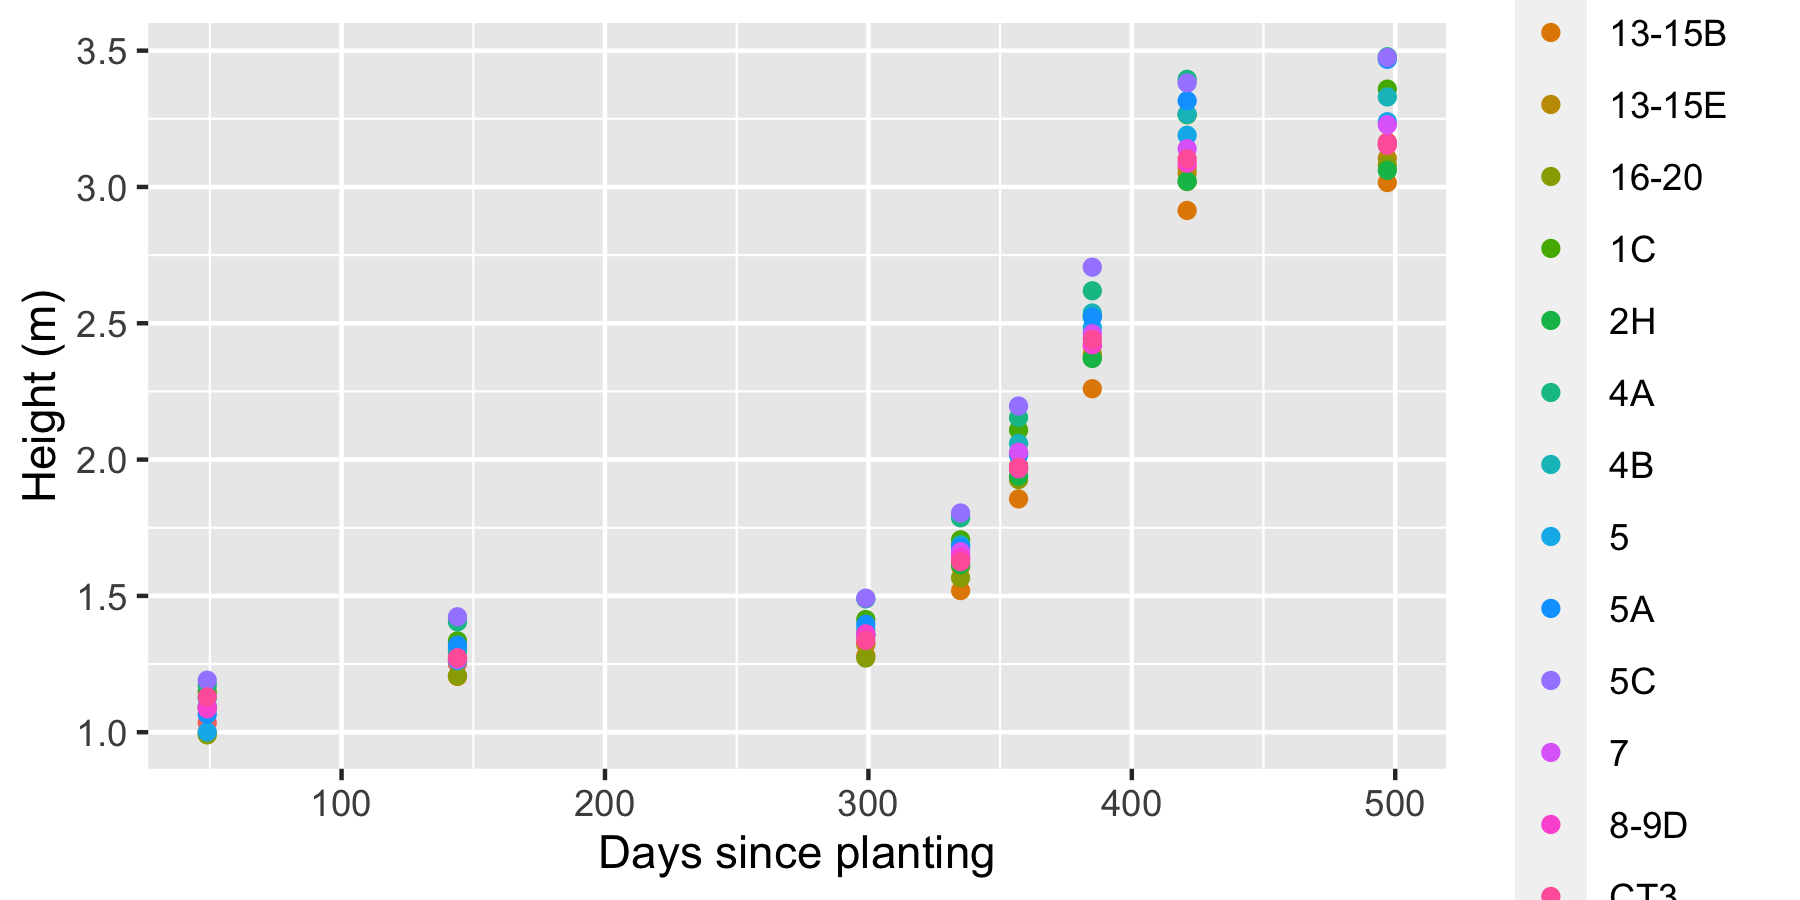 3.5
3.0
2.5
2.0
1.5
1.0
Height (m)
100 200 300 400 500
Days since planting
13-15B
13-15E
16-20
1C
2H
4A
4B
5
5A
5C
7
8-9D
CT3